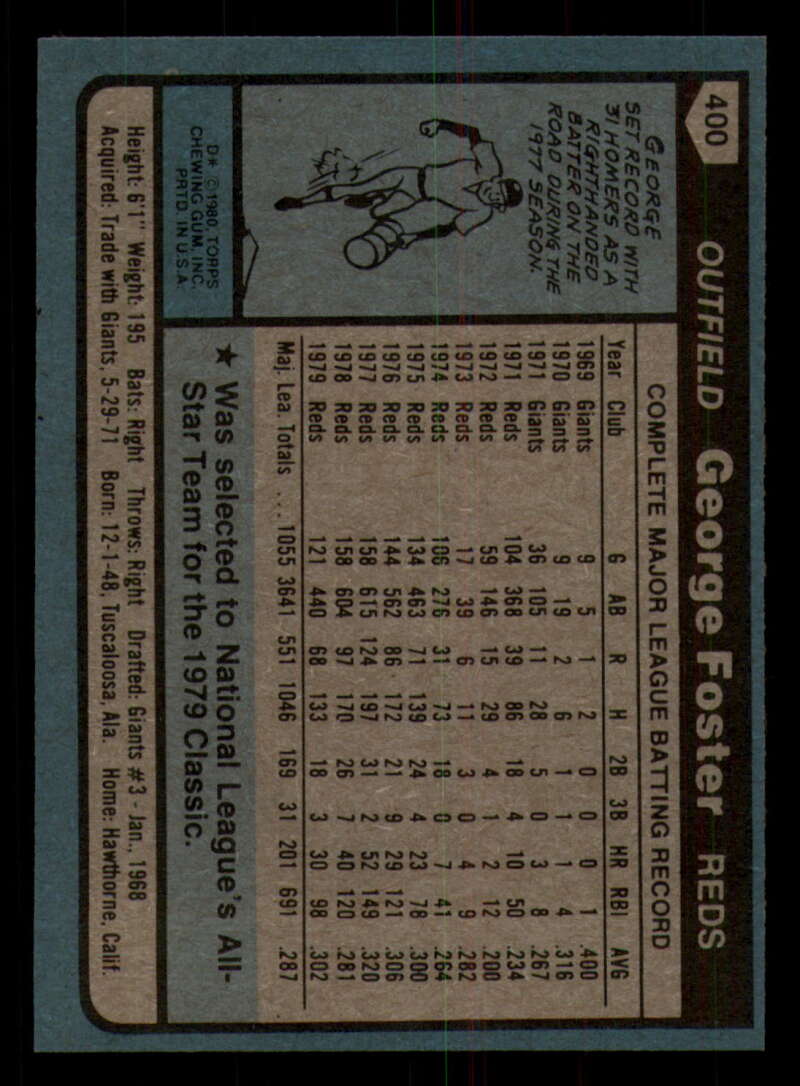 400
OUTFIELD George Foster REDS
GEORGE
SET RECORD WITH
31 HOMERS AS A
RIGHTHANDED
BATTER ON THE
ROAD DURING THE
1977 SEASON.
D* © 1980 TOPPS
CHEWING GUM, INC.
PRTD. IN U.S.A.
COMPLETE MAJOR LEAGUE BATTING RECORD
Year Club G AB R H 2B 3B HR RBI AVG
1969 Giants 9 5 1 2 0 0 0 1 .400
1970 Giants 9 19 2 6 1 1 1 4 .316
1971 Giants 36 105 11 28 5 0 3 8 .267
1971 Reds 104 368 39 86 18 4 10 50 .234
1972 Reds 59 146 15 29 4 1 2 12 .200
1973 Reds 17 39 6 11 3 0 4 9 .282
1974 Reds 106 276 31 73 18 0 7 41 .264
1975 Reds 134 463 71 139 24 4 23 78 .300
1976 Reds 144 562 86 172 21 9 29 121 .306
1977 Reds 158 615 124 197 31 2 52 149 .320
1978 Reds 158 604 97 170 26 7 40 120 .281
1979 Reds 121 440 68 133 18 3 30 98 .302
Maj. Lea. Totals ... 1055 3641 551 1046 169 31 201 691 .287
★ Was selected to National League's All-
Star Team for the 1979 Classic.
Height: 6'1" Weight: 195 Bats: Right Throws: Right Drafted: Giants #3 - Jan., 1968
Acquired: Trade with Giants, 5-29-71 Born: 12-1-48, Tuscaloosa, Ala. Home: Hawthorne, Calif.